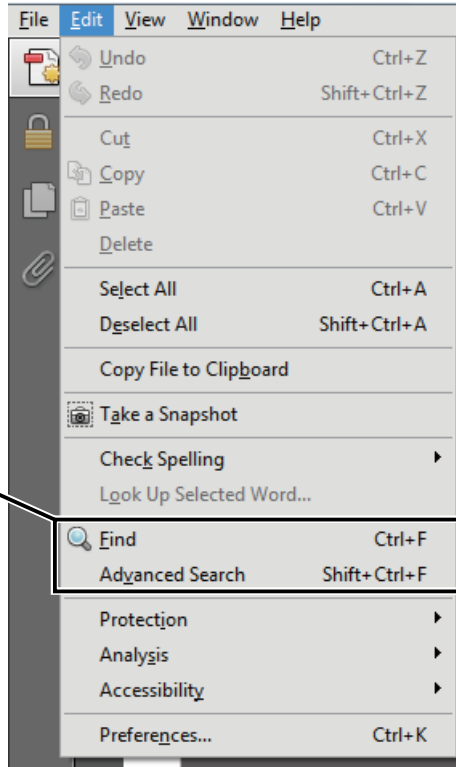 File Edit View Window Help
Undo Ctrl+Z
Redo Shift+Ctrl+Z
Cut Ctrl+X
Copy Ctrl+C
Paste Ctrl+V
Delete
Select All Ctrl+A
Deselect All Shift+Ctrl+A
Copy File to Clipboard
Take a Snapshot
Check Spelling
Look Up Selected Word...
Find Ctrl+F
Advanced Search Shift+Ctrl+F
Protection
Analysis
Accessibility
Preferences... Ctrl+K